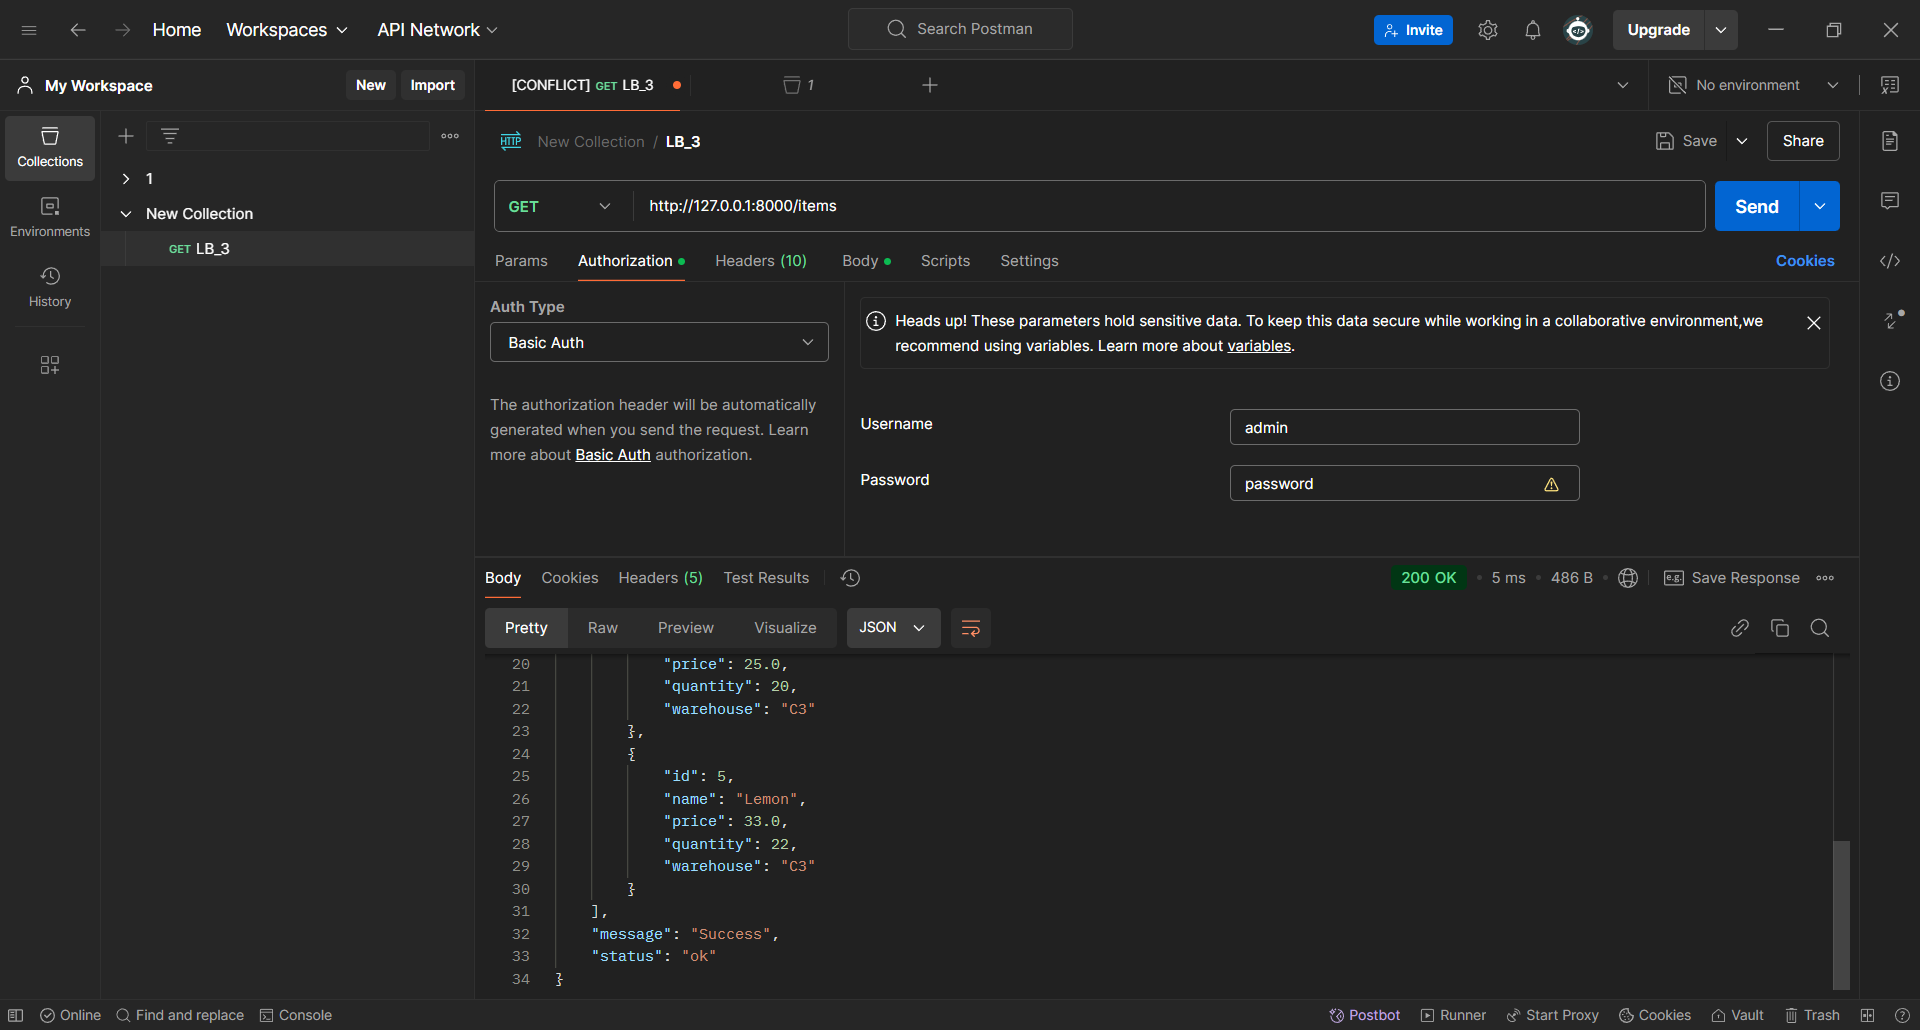 Home Workspaces API Network Search Postman Invite Upgrade
My Workspace New Import [CONFLICT] GET LB_3 1 No environment
HTTP New Collection / LB_3 Save Share
Collections
1
GET http://127.0.0.1:8000/items Send
New Collection
Environments
GET LB_3
Params Authorization Headers (10) Body Scripts Settings Cookies
History
Auth Type
Basic Auth
Heads up! These parameters hold sensitive data. To keep this data secure while working in a collaborative environment,we
recommend using variables. Learn more about variables.
The authorization header will be automatically
generated when you send the request. Learn
more about Basic Auth authorization.
Username admin
Password password
Body Cookies Headers (5) Test Results 200 OK 5 ms 486 B e.g. Save Response
Pretty Raw Preview Visualize JSON
20 "price": 25.0,
21 "quantity": 20,
22 "warehouse": "C3"
23 },
24 {
25 "id": 5,
26 "name": "Lemon",
27 "price": 33.0,
28 "quantity": 22,
29 "warehouse": "C3"
30 }
31 ],
32 "message": "Success",
33 "status": "ok"
34 }
Online Find and replace Console Postbot Runner Start Proxy Cookies Vault Trash